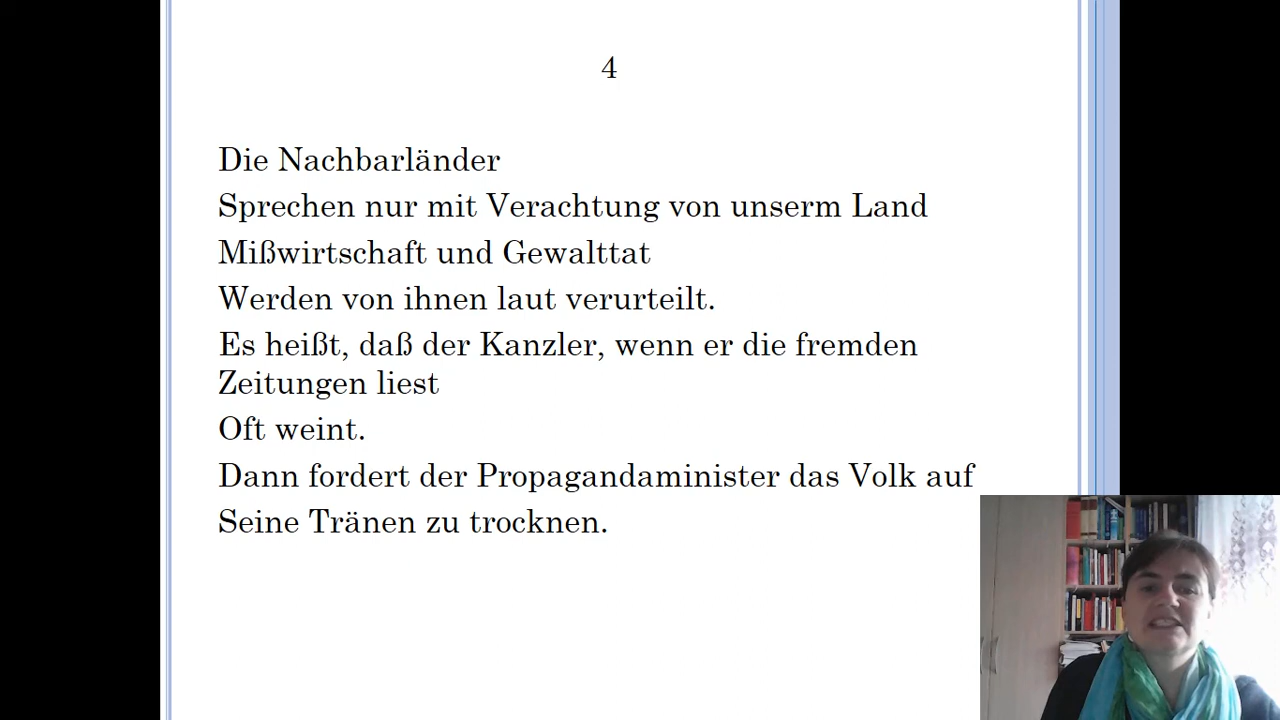 4
Die Nachbarländer
Sprechen nur mit Verachtung von unserm Land
Mißwirtschaft und Gewalttat
Werden von ihnen laut verurteilt.
Es heißt, daß der Kanzler, wenn er die fremden
Zeitungen liest
Oft weint.
Dann fordert der Propagandaminister das Volk auf
Seine Tränen zu trocknen.